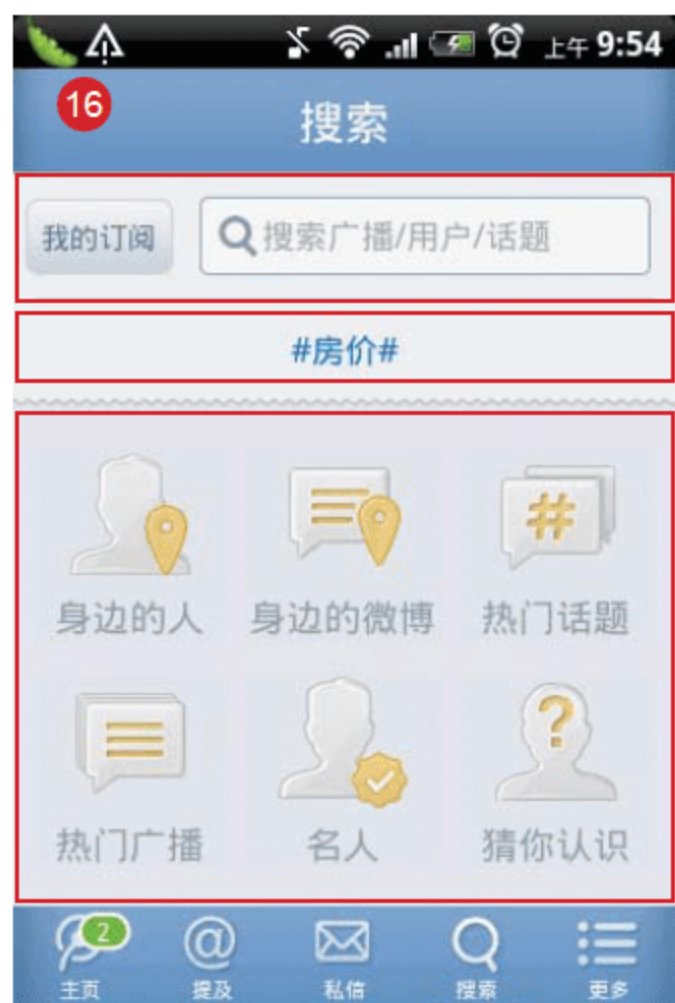 上午 9:54
16
搜索
我的订阅 搜索广播/用户/话题
#房价#
身边的人 身边的微博 热门话题
热门广播 名人 猜你认识
2
主页 提及 私信 搜索 更多